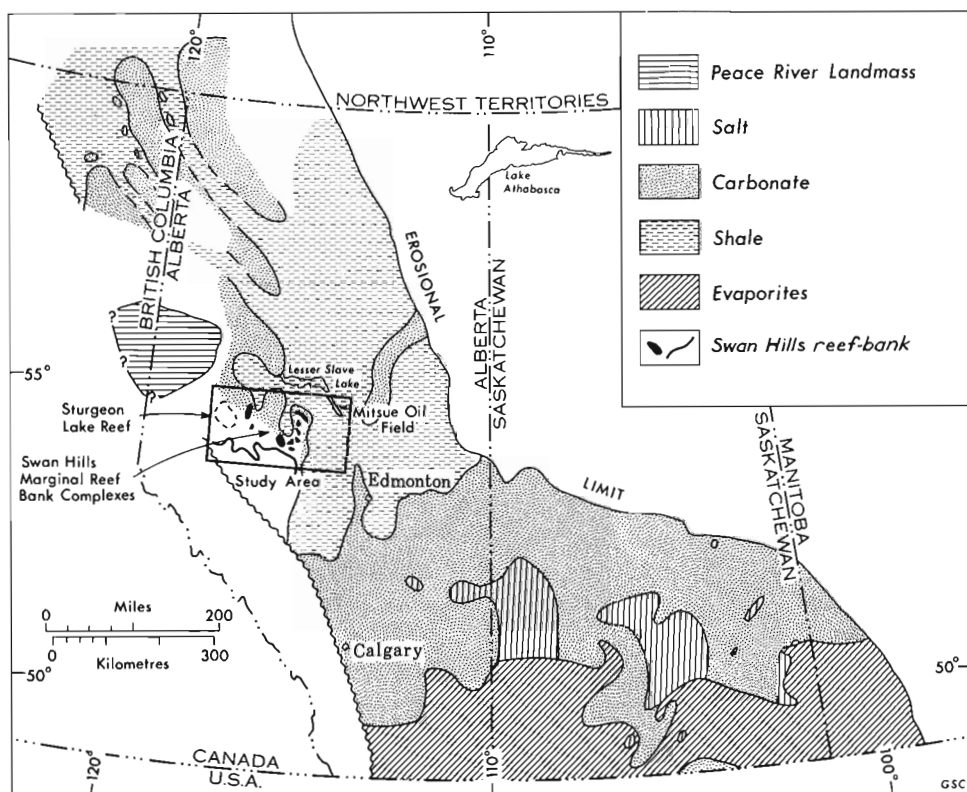 120°
110°
NORTHWEST TERRITORIES
Lake
Athabasca
BRITISH COLUMBIA
ALBERTA
EROSIONAL
ALBERTA
SASKATCHEWAN
?
?
?
55°
Lesser Slave
Lake
Sturgeon
Lake Reef
Mitsue Oil
Field
Swan Hills
Marginal Reef
Bank Complexes
Study Area
Edmonton
LIMIT
MANITOBA
SASKATCHEWAN
Miles
0 200
0 300
Kilometres
Calgary
50°
50°
CANADA
U.S.A.
120°
110°
100°
GSC
Peace River Landmass
Salt
Carbonate
Shale
Evaporites
Swan Hills reef-bank